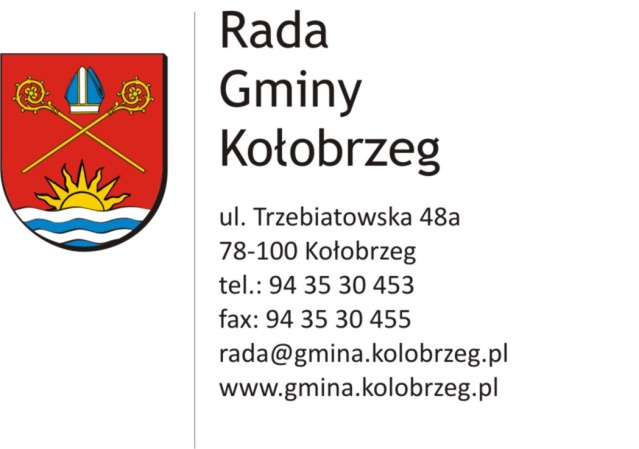 Rada
Gminy
Kołobrzeg
ul. Trzebiatowska 48a
78-100 Kołobrzeg
tel.: 94 35 30 453
fax: 94 35 30 455
rada@gmina.kolobrzeg.pl
www.gmina.kolobrzeg.pl